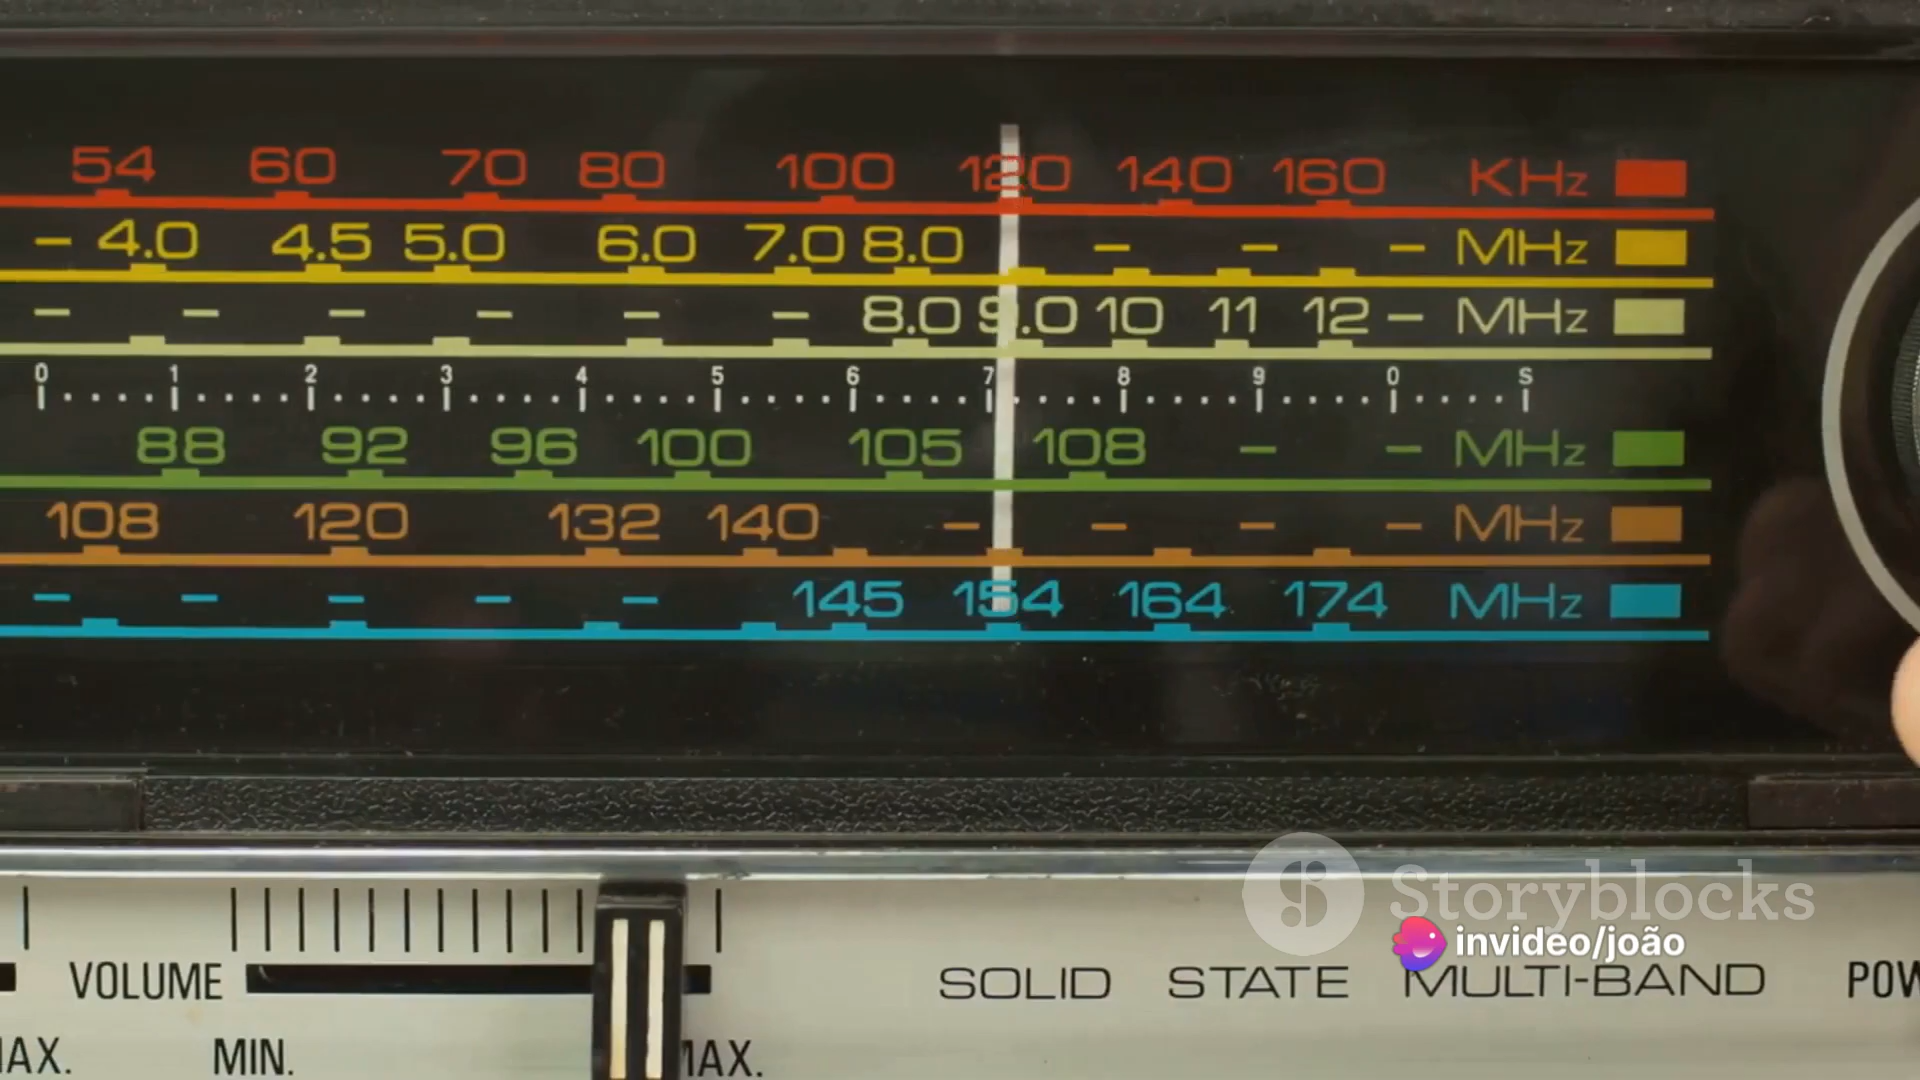 54 60 70 80 100 120 140 160 KHz
– 4.0 4.5 5.0 6.0 7.0 8.0 – – – MHz
– – – – – – 8.0 9.0 10 11 12 – MHz
0 1 2 3 4 5 6 7 8 9 0 S
88 92 96 100 105 108 – – MHz
108 120 132 140 – – – – MHz
– – – – – 145 154 164 174 MHz
Storyblocks
invideo/joão
VOLUME
SOLID STATE MULTI-BAND
MIN.